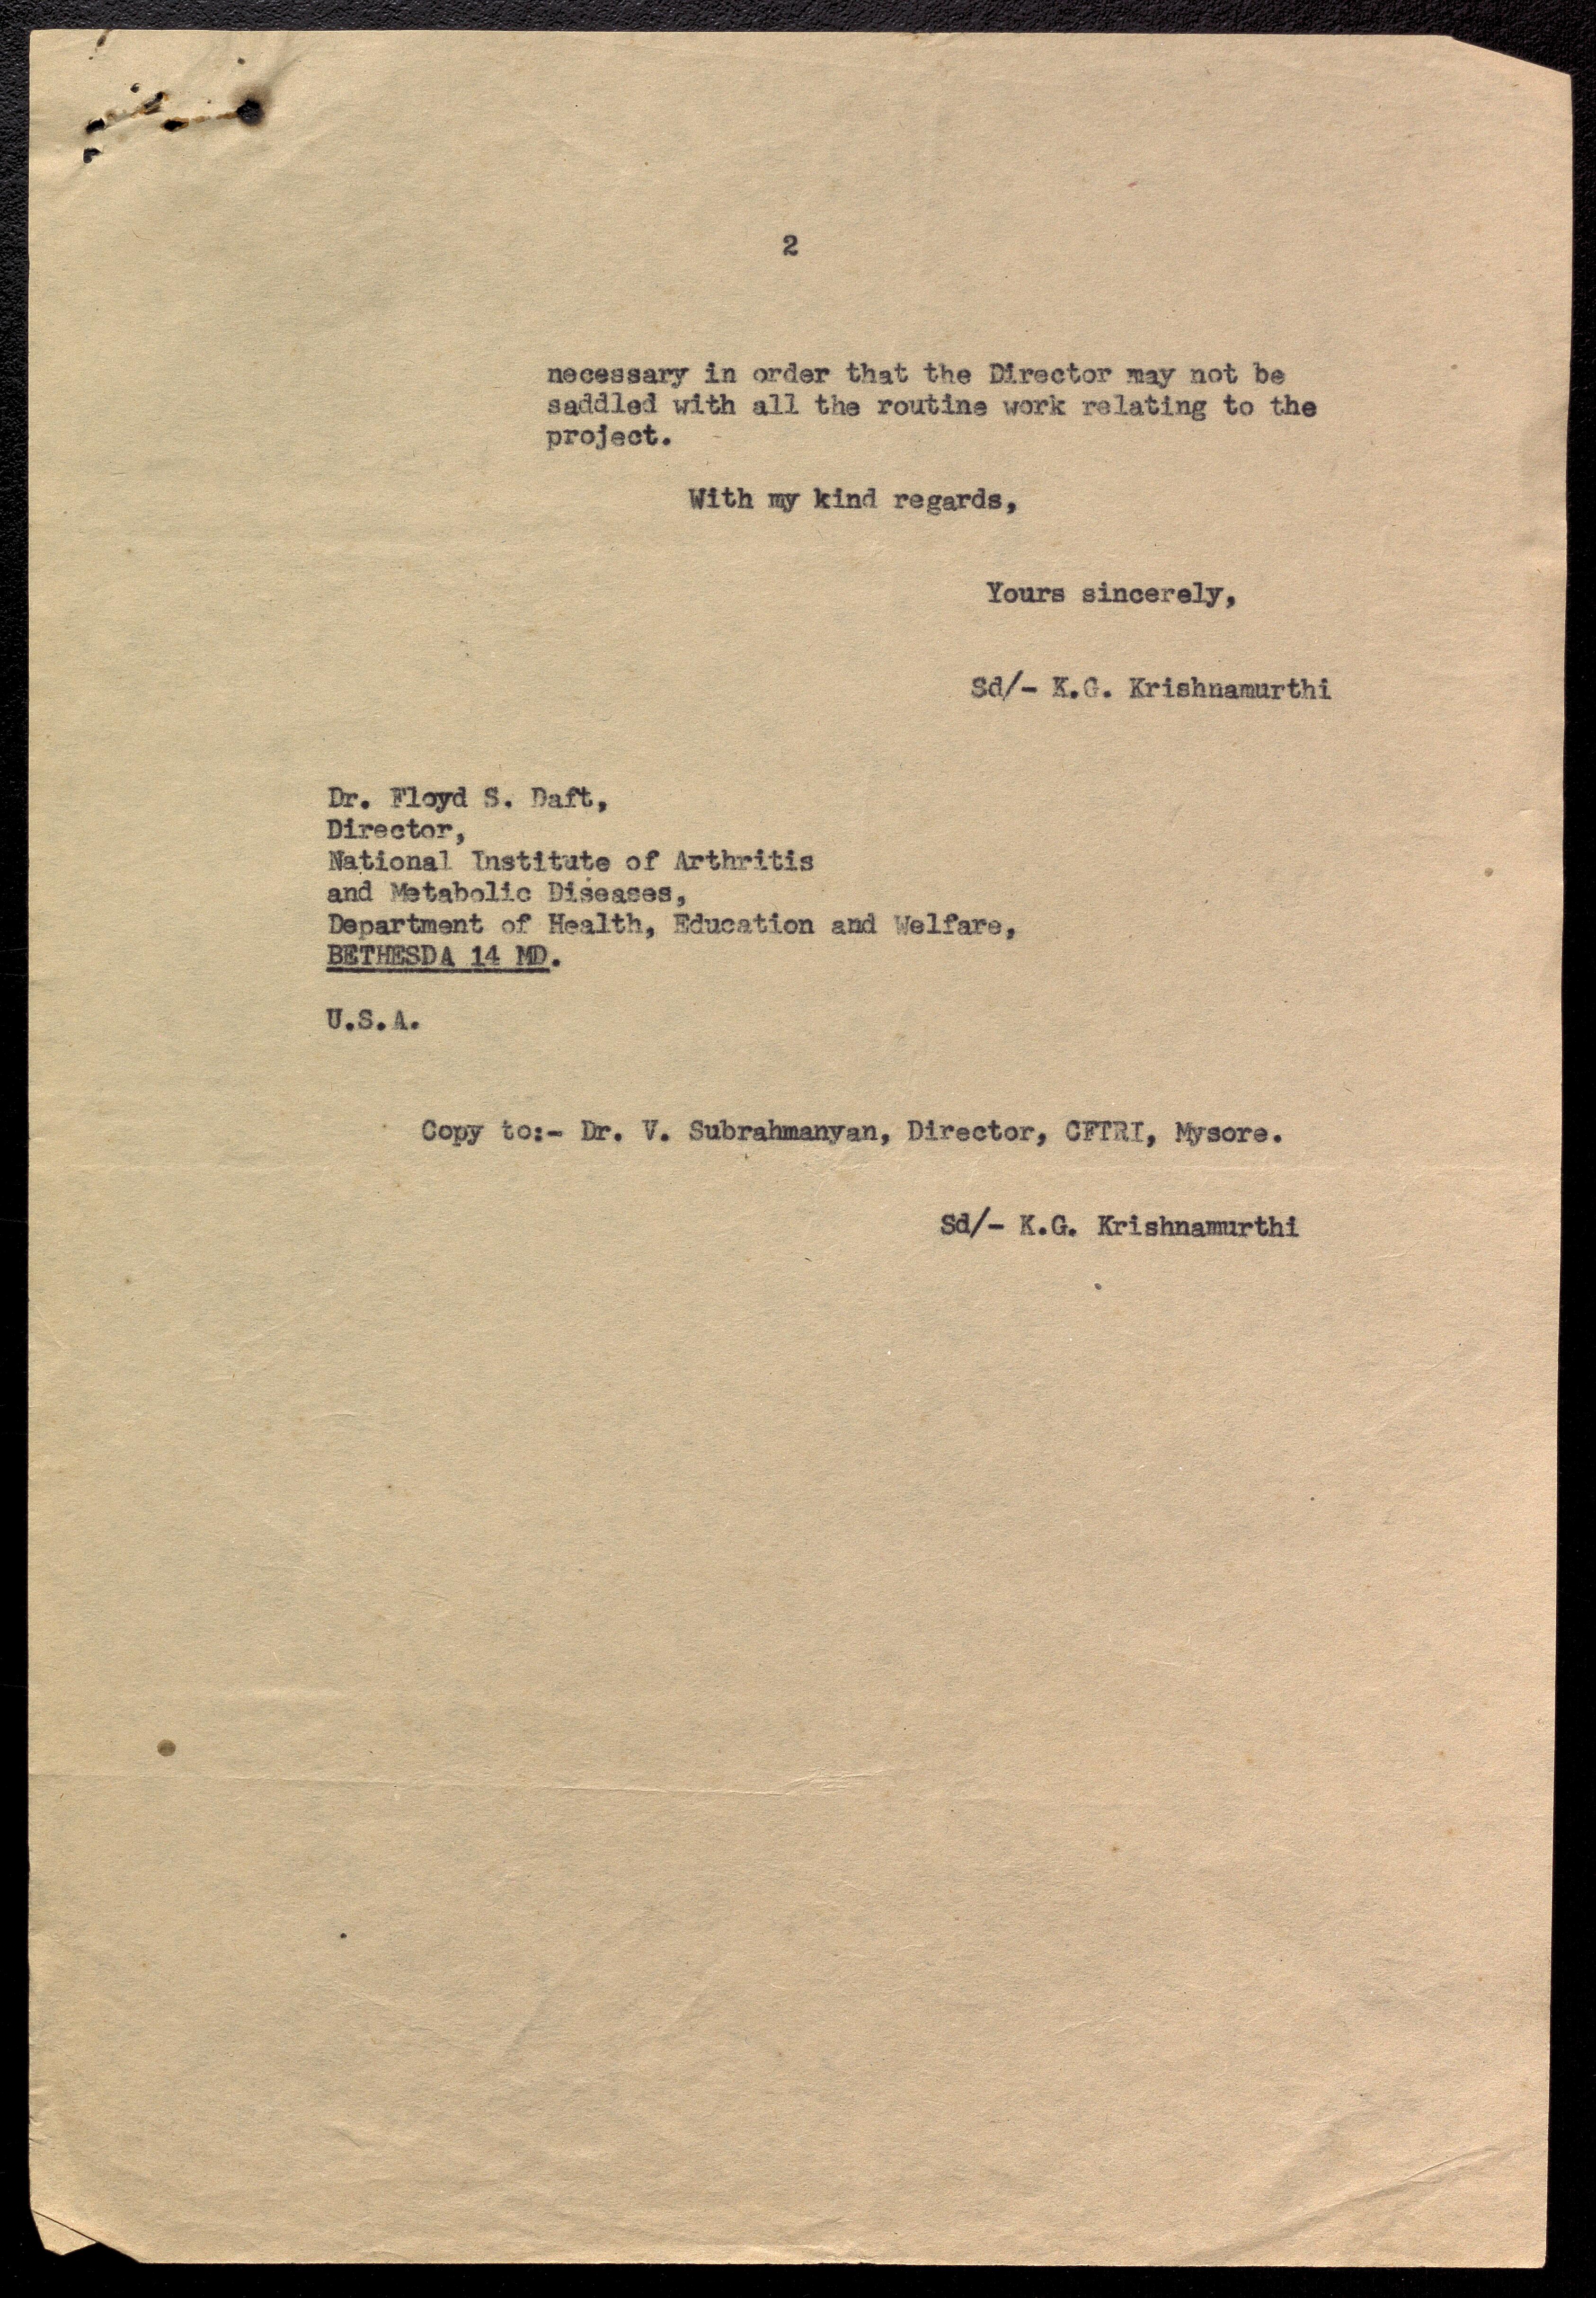 2
necessary in order that the Director may not be
saddled with all the routine work relating to the
project.
With my kind regards,
Yours sincerely,
Sd/- K.G. Krishnamurthi
Dr. Floyd S. Daft,
Director,
National Institute of Arthritis
and Metabolic Diseases,
Department of Health, Education and Welfare,
BETHESDA 14 MD.
U.S.A.
Copy to:- Dr. V. Subrahmanyan, Director, CFTRI, Mysore.
Sd/- K.G. Krishnamurthi